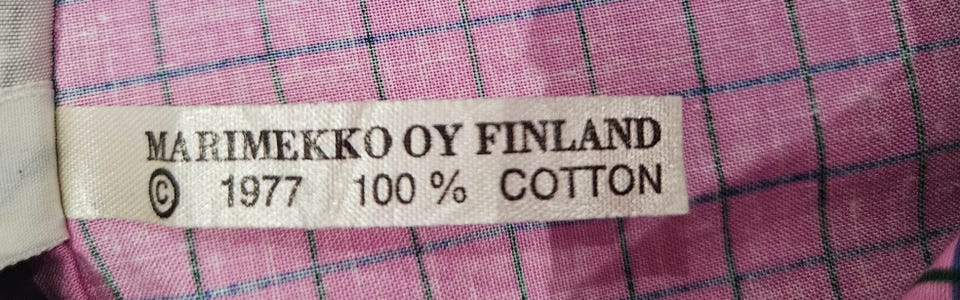 MARIMEKKO OY FINLAND
© 1977 100 % COTTON